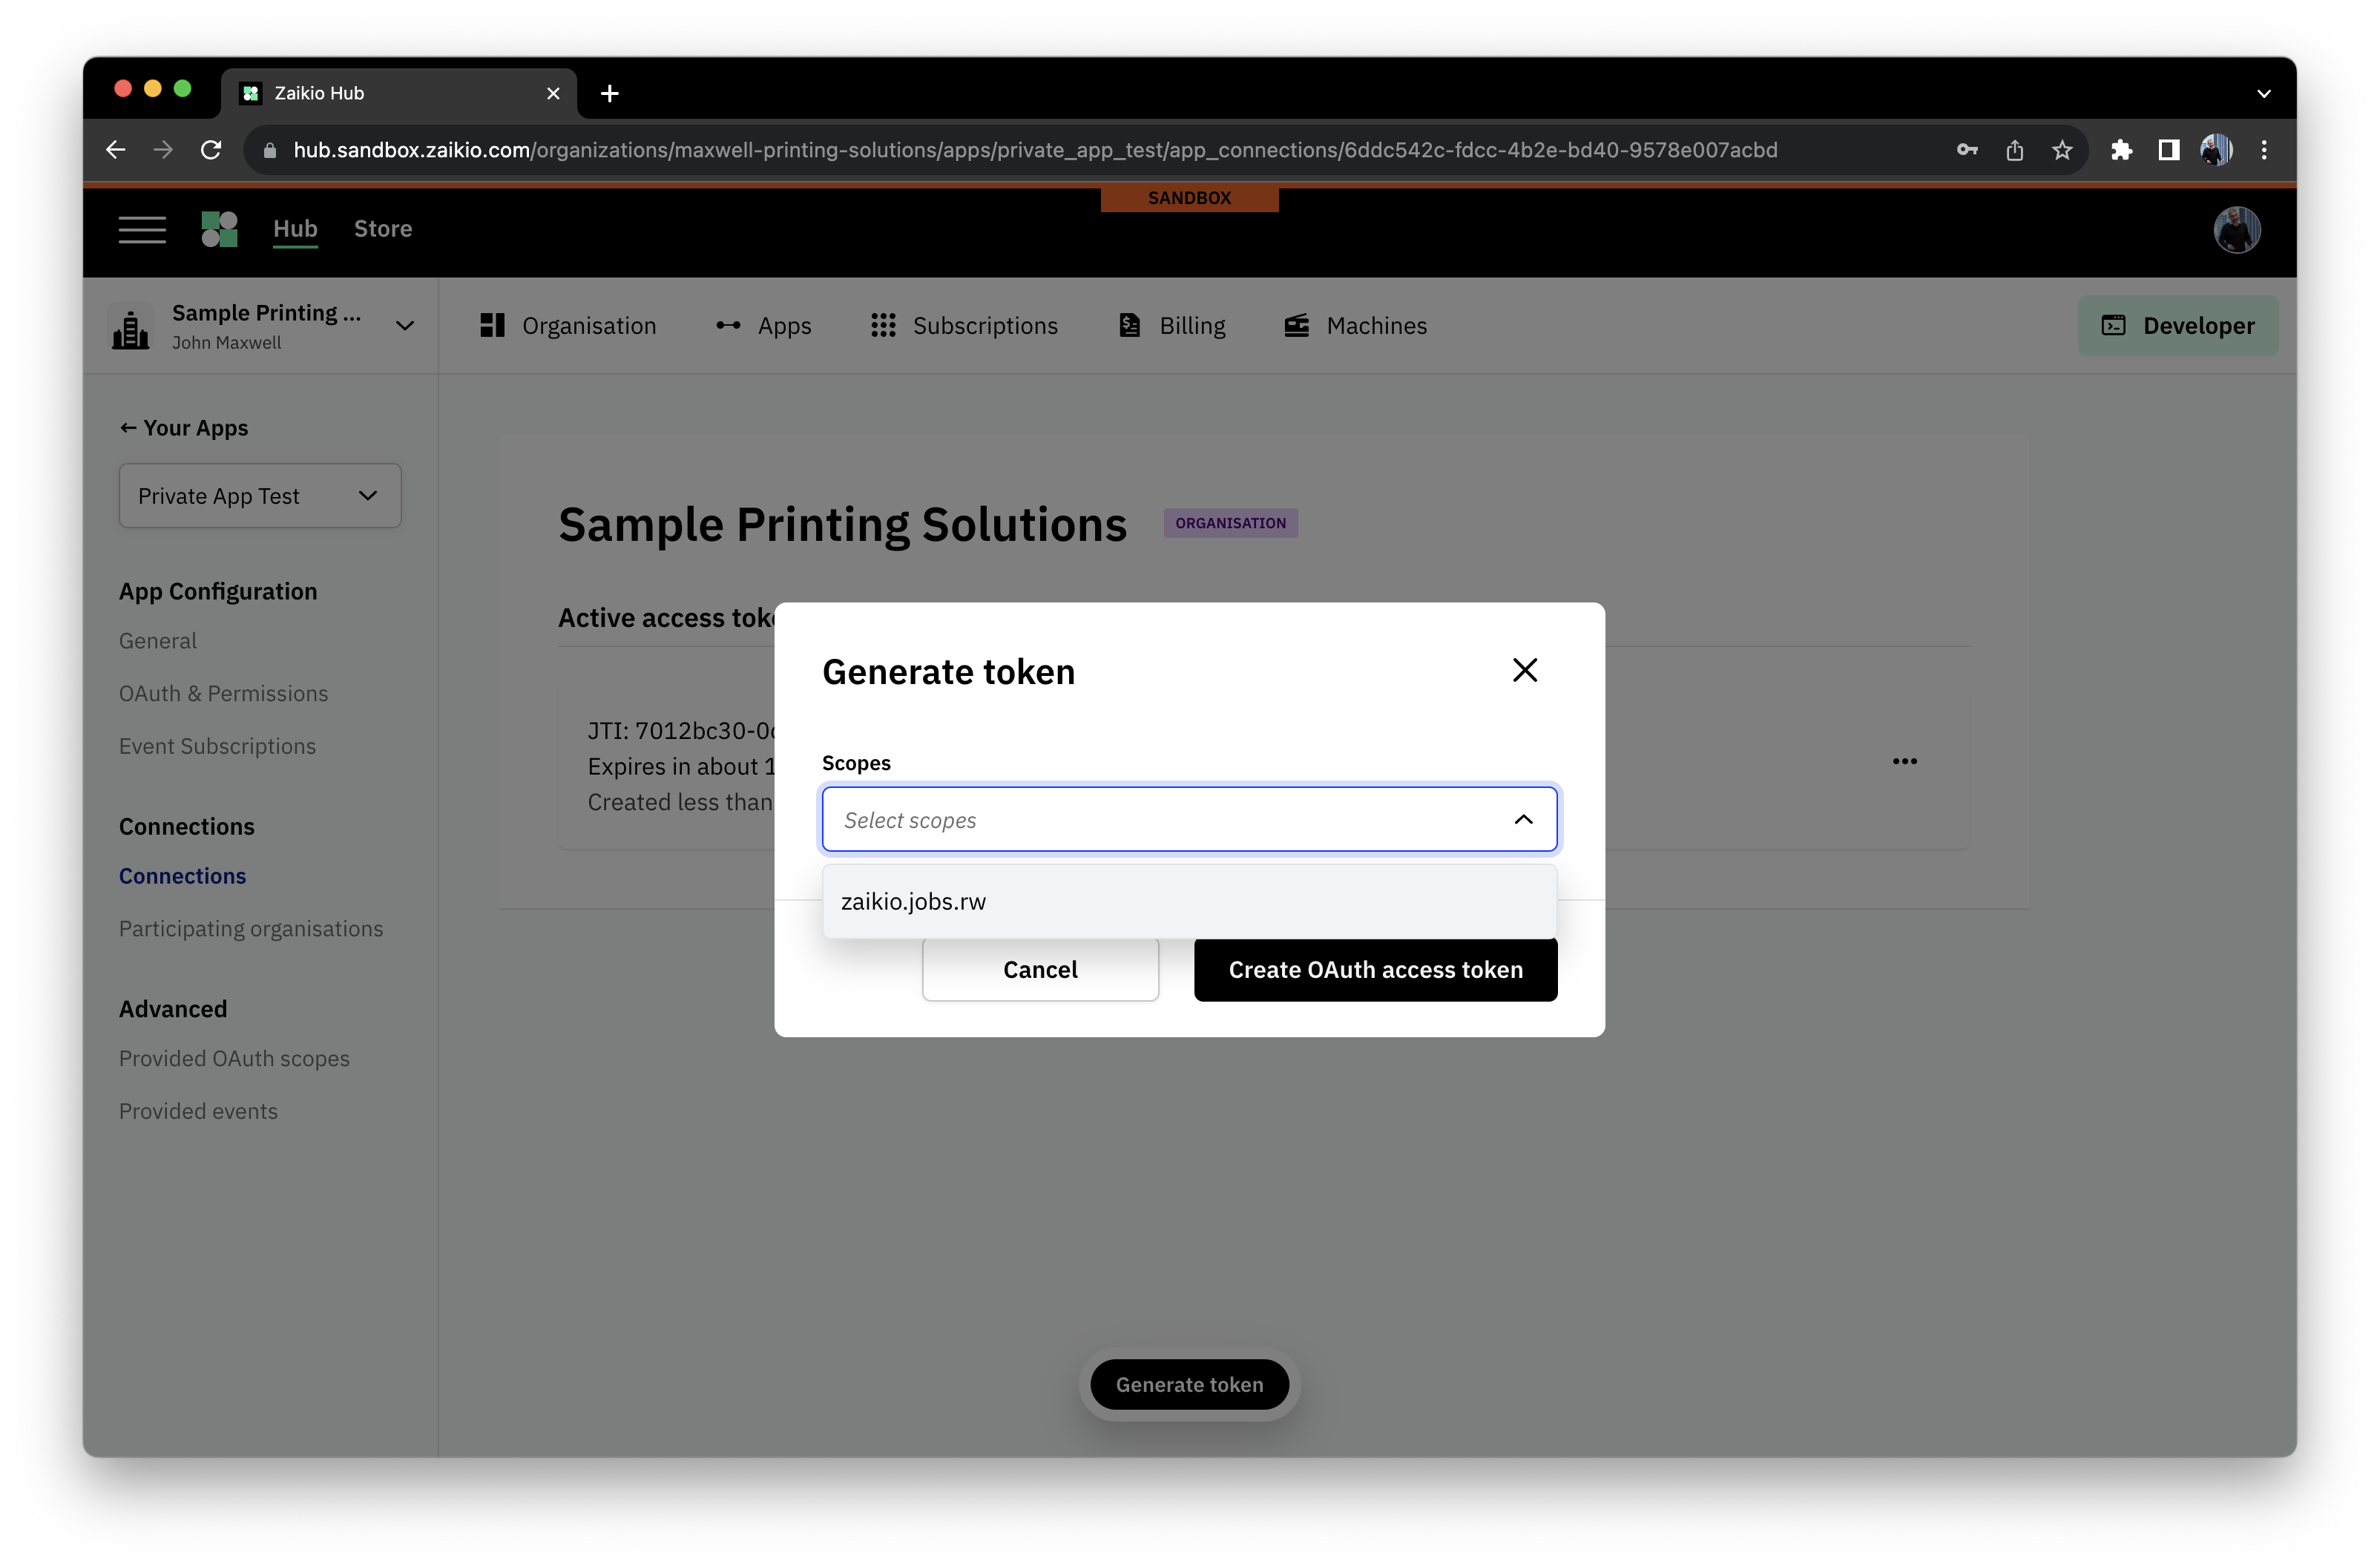 Zaikio Hub
hub.sandbox.zaikio.com/organizations/maxwell-printing-solutions/apps/private_app_test/app_connections/6ddc542c-fdcc-4b2e-bd40-9578e007acbd
SANDBOX
Hub
Store
Sample Printing ...
John Maxwell
Organisation
Apps
Subscriptions
Billing
Machines
Developer
← Your Apps
Private App Test
App Configuration
General
OAuth & Permissions
Event Subscriptions
Connections
Connections
Participating organisations
Advanced
Provided OAuth scopes
Provided events
Sample Printing Solutions
ORGANISATION
Active access tok
JTI: 7012bc30-0
Expires in about 1
Created less than
Generate token
Scopes
Select scopes
zaikio.jobs.rw
Cancel
Create OAuth access token
Generate token